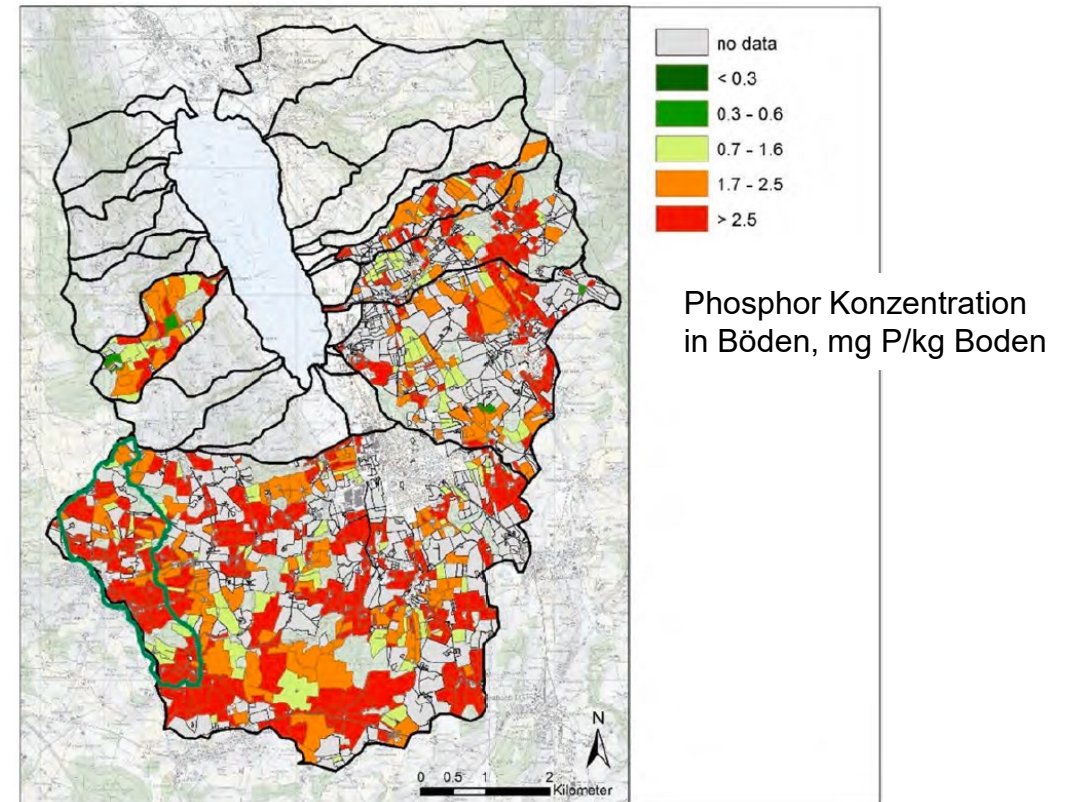 no data
< 0.3
0.3 - 0.6
0.7 - 1.6
1.7 - 2.5
> 2.5
Phosphor Konzentration
in Böden, mg P/kg Boden
N
0 0.5 1 2
Kilometer